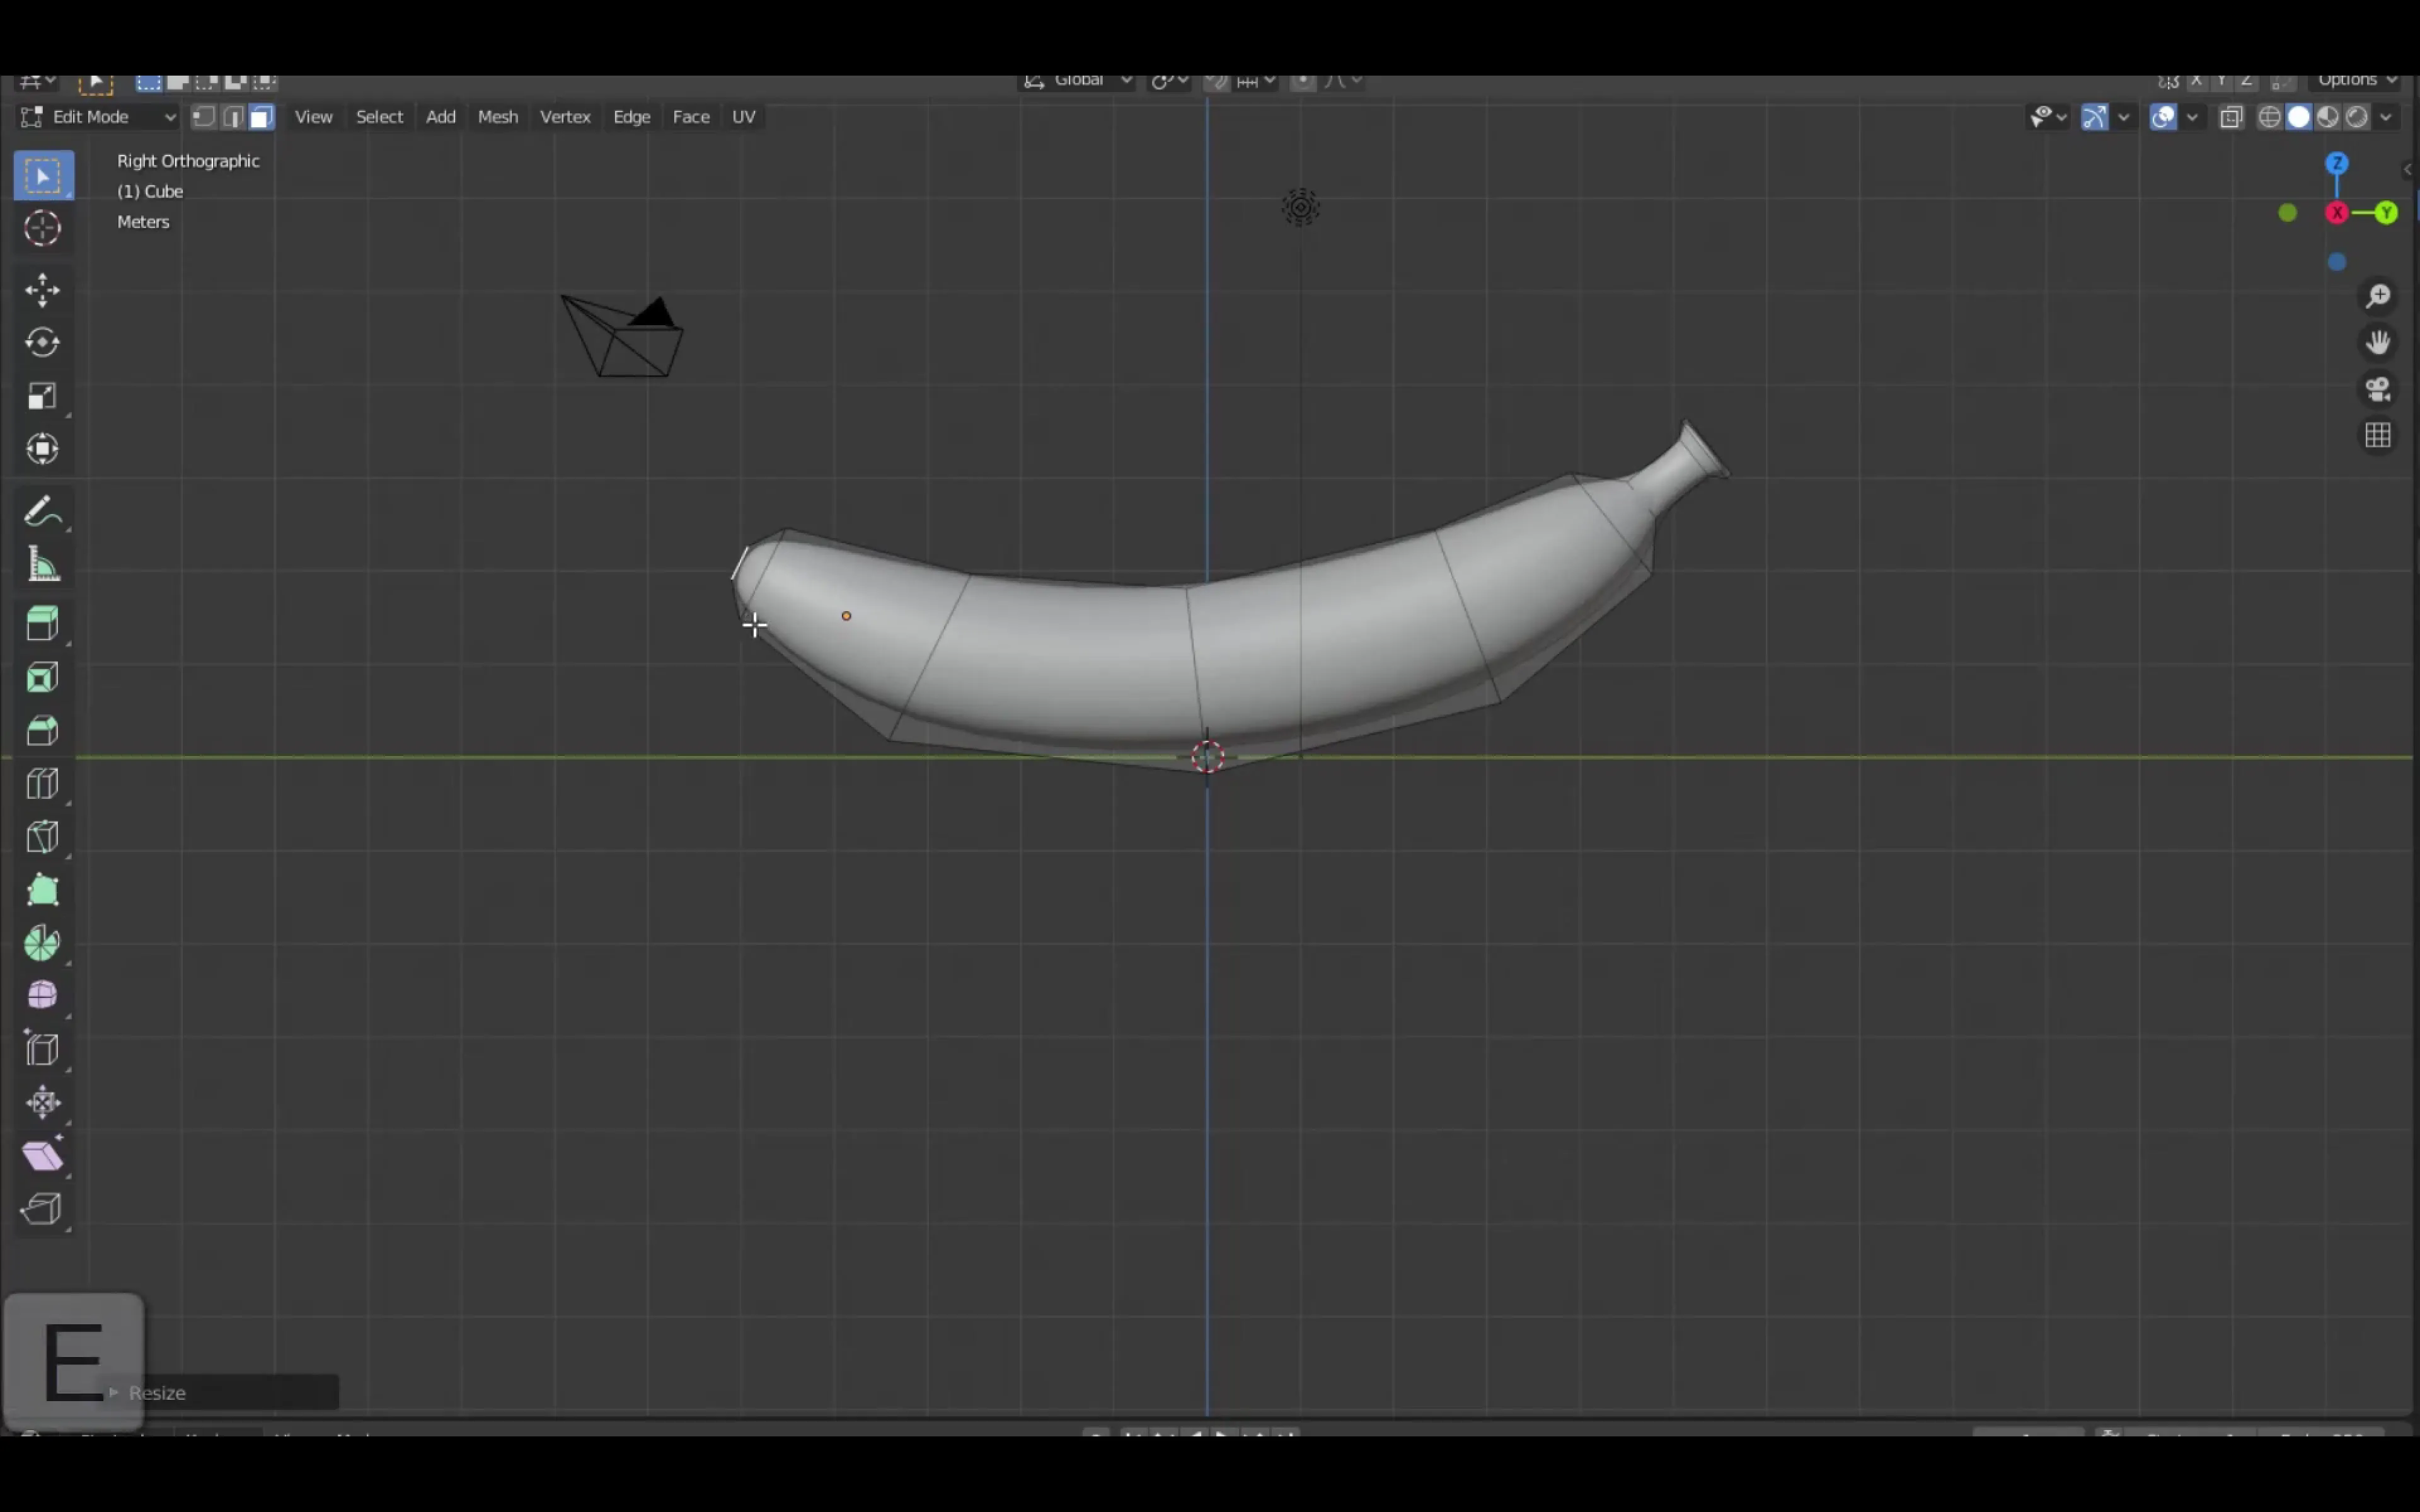 Global
X Y Z
Options
Edit Mode
View
Select
Add
Mesh
Vertex
Edge
Face
UV
Right Orthographic
(1) Cube
Meters
Z
X
Y
E
Resize